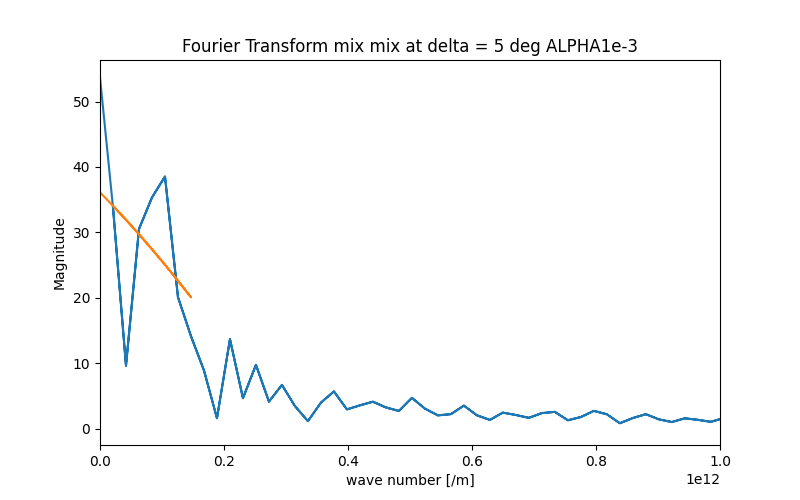 Fourier Transform mix mix at delta = 5 deg ALPHA1e-3
50
40
30
20
10
0
Magnitude
0.0 0.2 0.4 0.6 0.8 1.0
1e12
wave number [/m]